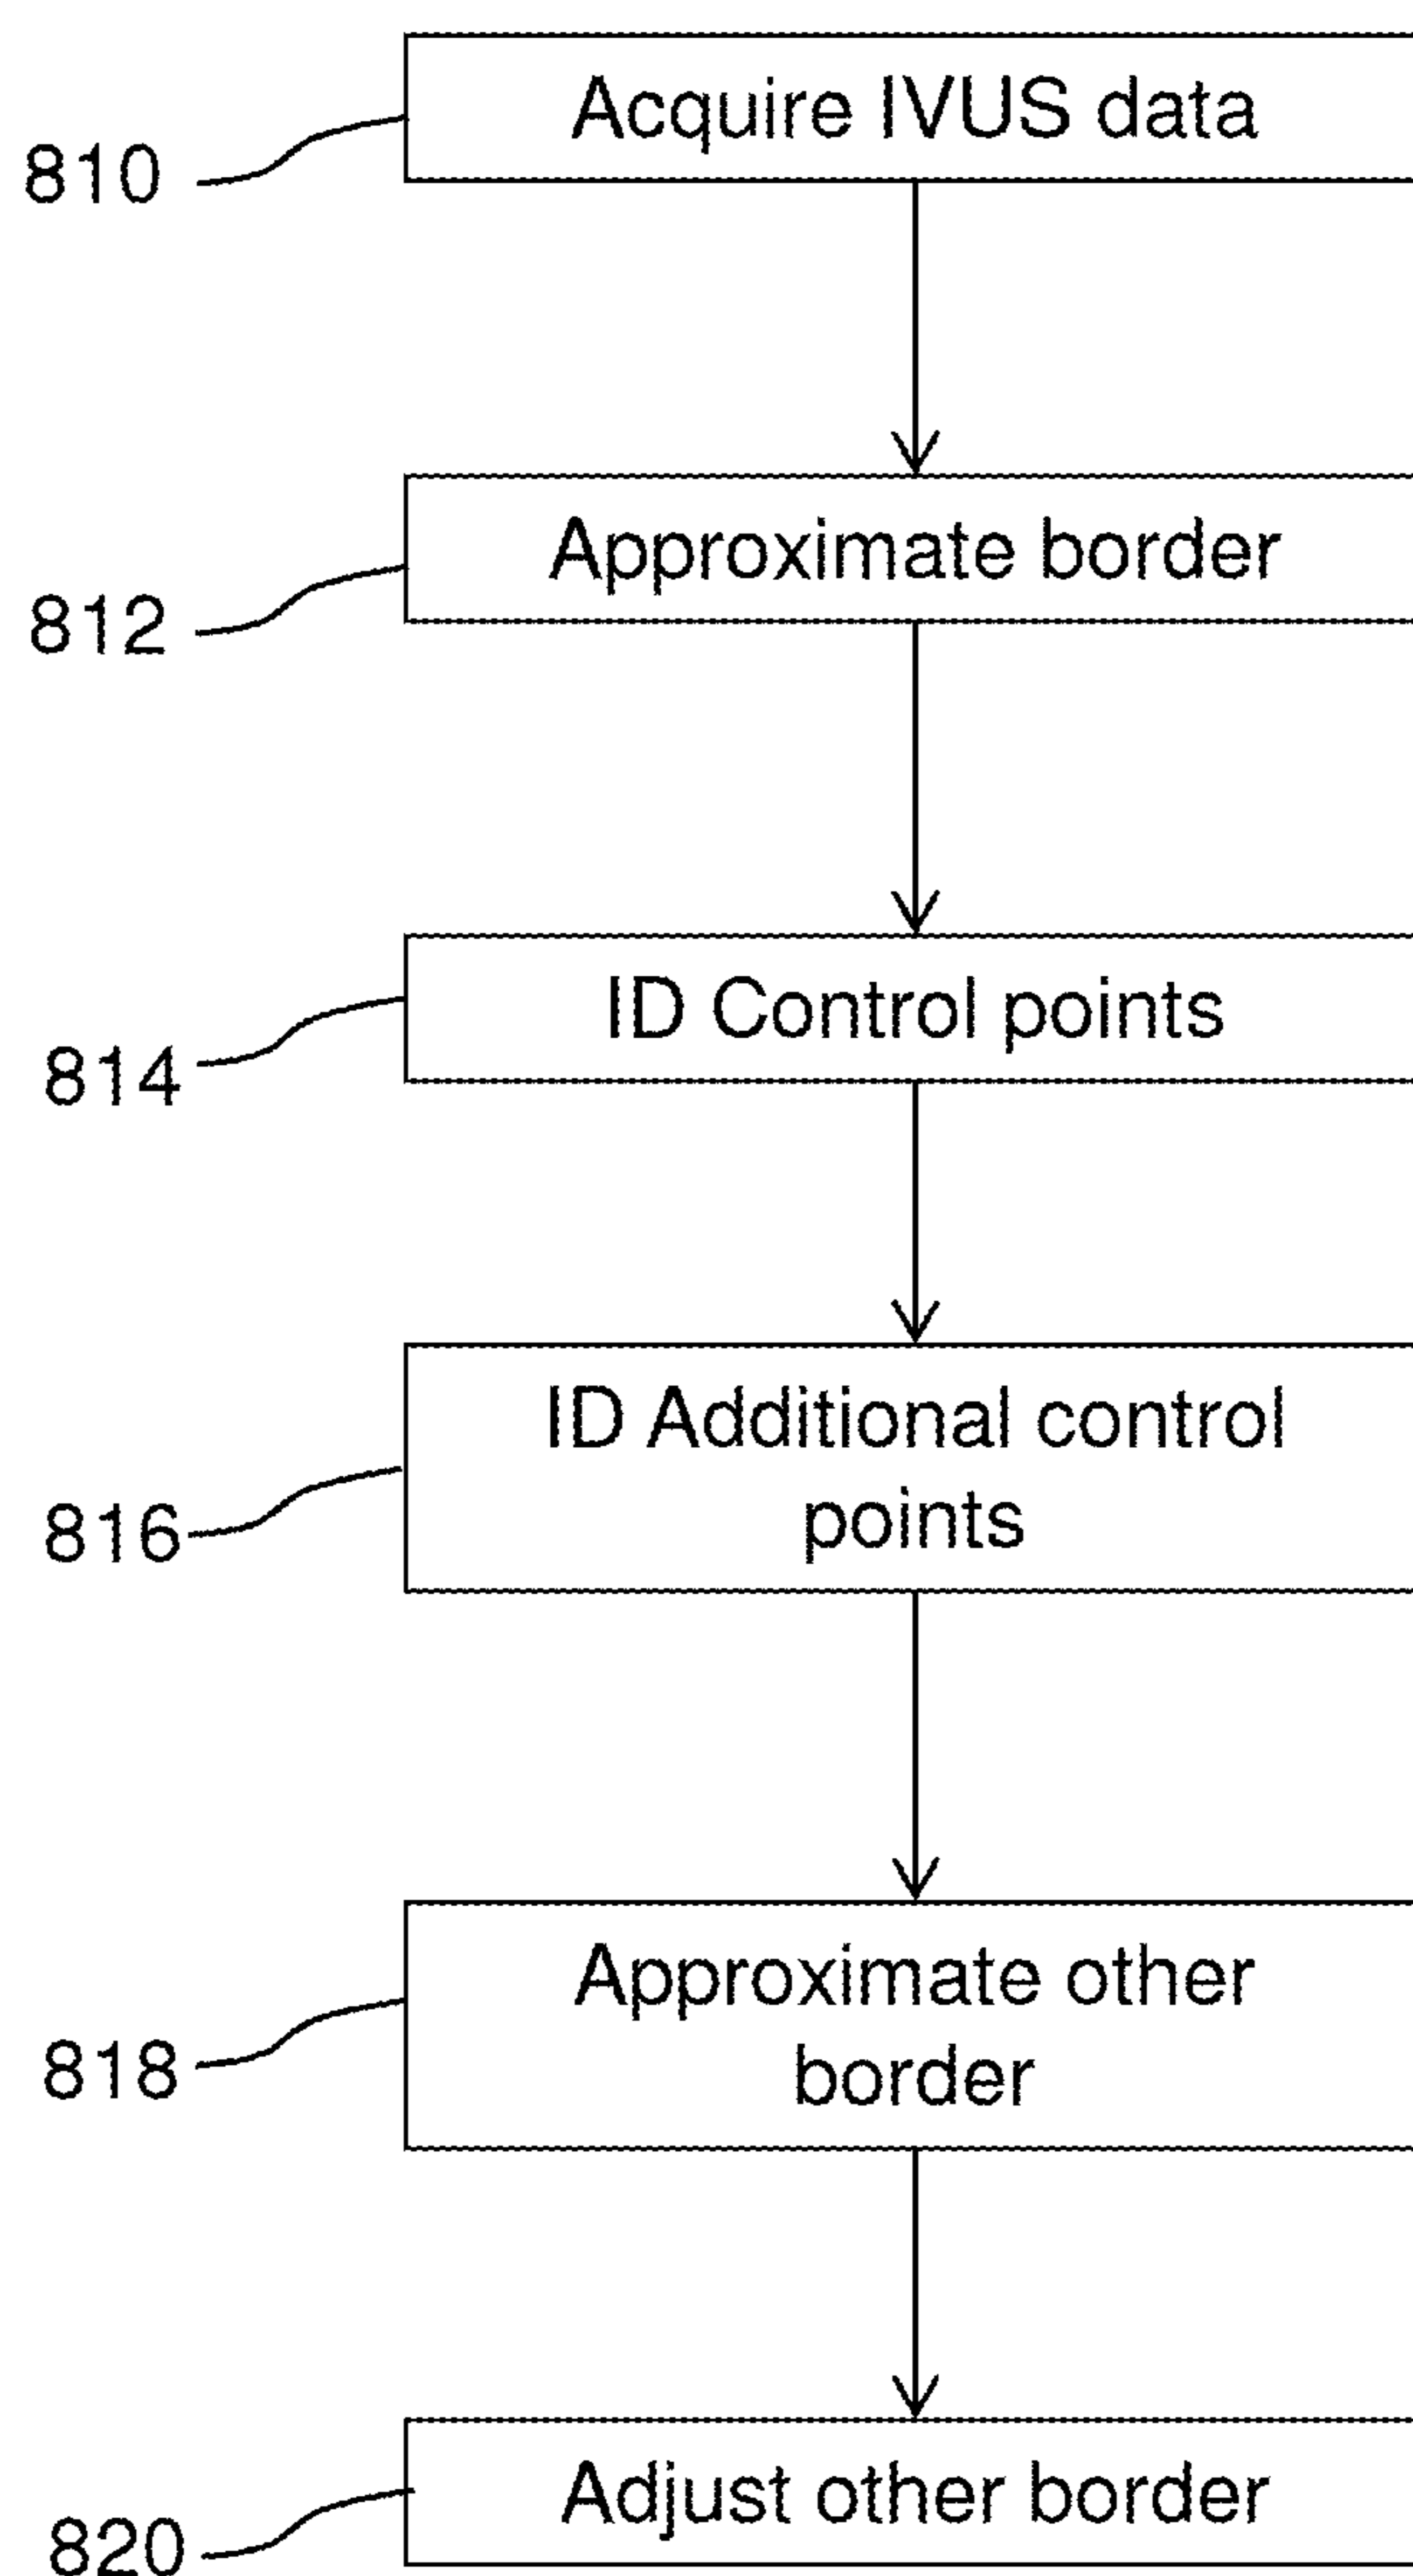 Acquire IVUS data
810
Approximate border
812
ID Control points
814
ID Additional control
points
816
Approximate other
border
818
Adjust other border
820